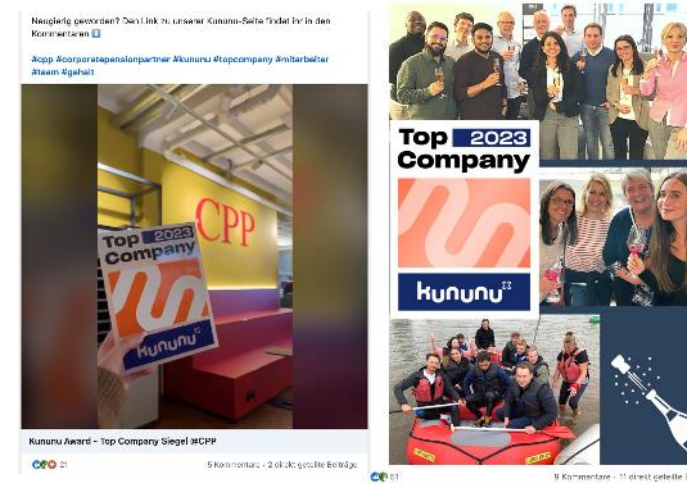 Neugierig geworden? Den Link zu unserer Kununu-Seite findet ihr in den
Kommentaren ⬇️
#cpp #corporatepensionpartner #kununu #topcompany #mitarbeiter
#team #gehalt
CPP
Top 2023
Company
kununu
Kununu Award – Top Company Siegel @CPP
21
5 Kommentare · 2 direkt geteilte Beiträge
Top 2023
Company
kununu
51
9 Kommentare · 11 direkt geteilte